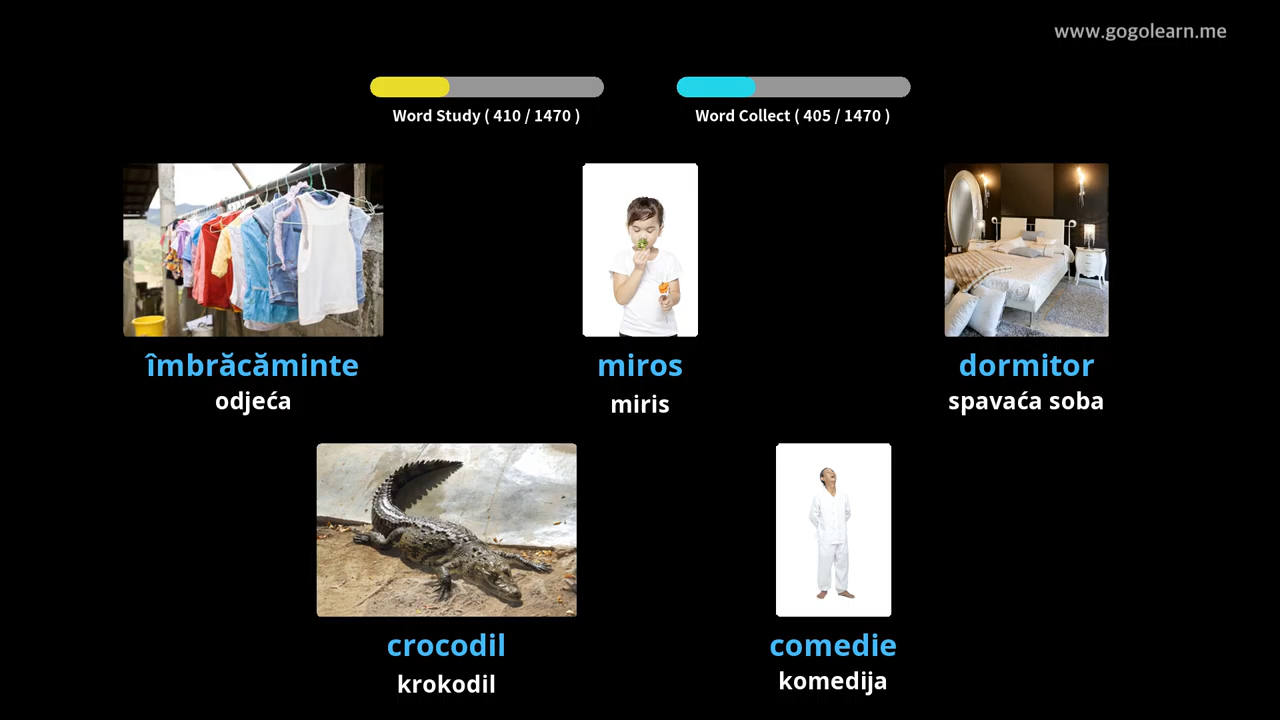 www.gogolearn.me
Word Study ( 410 / 1470 )
Word Collect ( 405 / 1470 )
îmbrăcăminte
odjeća
miros
miris
dormitor
spavaća soba
crocodil
krokodil
comedie
komedija